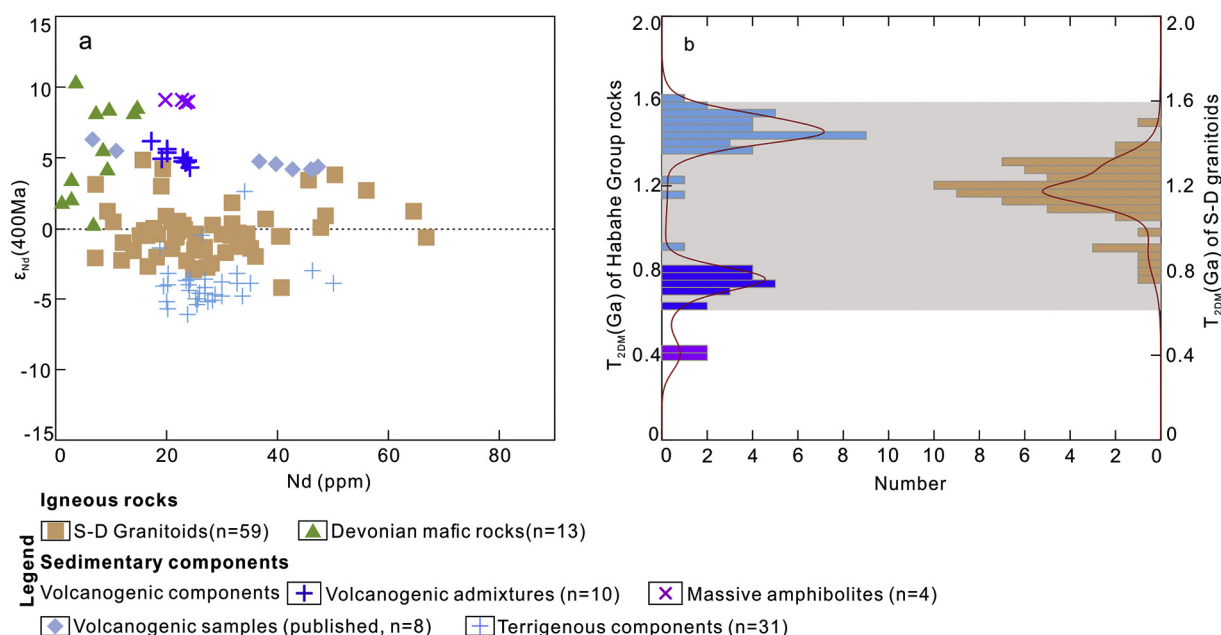 a
15
10
5
0
-5
-10
-15
εNd(400Ma)
0 20 40 60 80
Nd (ppm)
b
2.0
1.6
1.2
0.8
0.4
0
T2DM(Ga) of Habahe Group rocks
0 2 4 6 8 10 10 8 6 4 2 0
Number
2.0
1.6
1.2
0.8
0.4
0
T2DM(Ga) of S-D granitoids
Legend
Igneous rocks
S-D Granitoids(n=59) Devonian mafic rocks(n=13)
Sedimentary components
Volcanogenic components Volcanogenic admixtures (n=10) Massive amphibolites (n=4)
Volcanogenic samples (published, n=8) Terrigenous components (n=31)